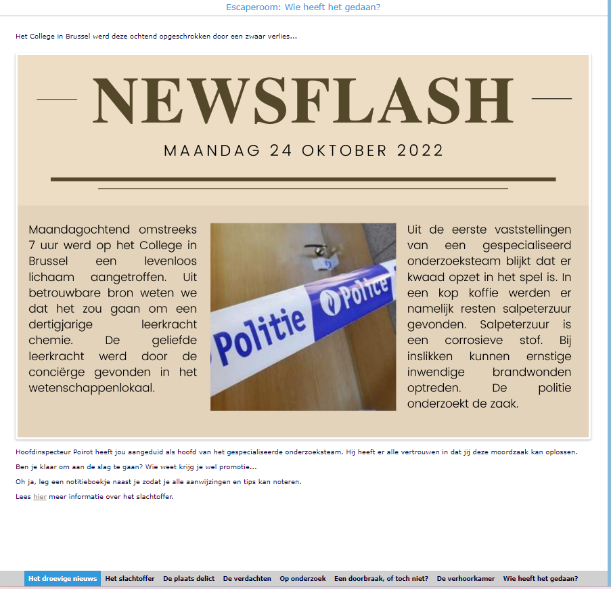 Escaperoom: Wie heeft het gedaan?
Het College in Brussel werd deze ochtend opgeschrokken door een zwaar verlies...
NEWSFLASH
MAANDAG 24 OKTOBER 2022
Maandagochtend omstreeks
7 uur werd op het College in
Brussel een levenloos
lichaam aangetroffen. Uit
betrouwbare bron weten we
dat het zou gaan om een
dertigjarige leerkracht
chemie. De geliefde
leerkracht werd door de
conciërge gevonden in het
wetenschappenlokaal.
Politie Police
Uit de eerste vaststellingen
van een gespecialiseerd
onderzoeksteam blijkt dat er
kwaad opzet in het spel is. In
een kop koffie werden er
namelijk resten salpeterzuur
gevonden. Salpeterzuur is
een corrosieve stof. Bij
inslikken kunnen ernstige
inwendige brandwonden
optreden. De politie
onderzoekt de zaak.
Hoofdinspecteur Poirot heeft jou aangeduid als hoofd van het gespecialiseerde onderzoeksteam. Hij heeft er alle vertrouwen in dat jij deze moordzaak kan oplossen.
Ben je klaar om aan de slag te gaan? Wie weet krijg je wel promotie...
Oh ja, leg een notitieboekje naast je zodat je alle aanwijzingen en tips kan noteren.
Lees hier meer informatie over het slachtoffer.
Het droevige nieuws Het slachtoffer De plaats delict De verdachten Op onderzoek Een doorbraak, of toch niet? De verhoorkamer Wie heeft het gedaan?